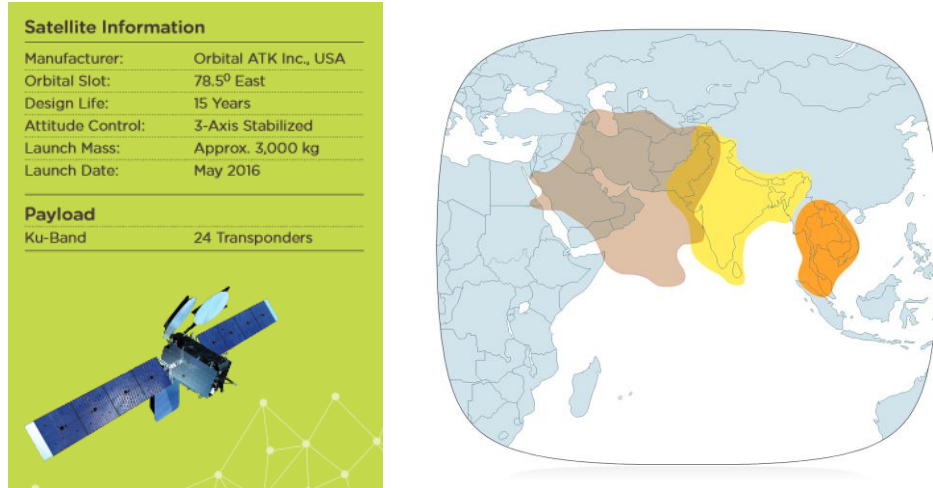 Satellite Information
Manufacturer: Orbital ATK Inc., USA
Orbital Slot: 78.5⁰ East
Design Life: 15 Years
Attitude Control: 3-Axis Stabilized
Launch Mass: Approx. 3,000 kg
Launch Date: May 2016
Payload
Ku-Band 24 Transponders